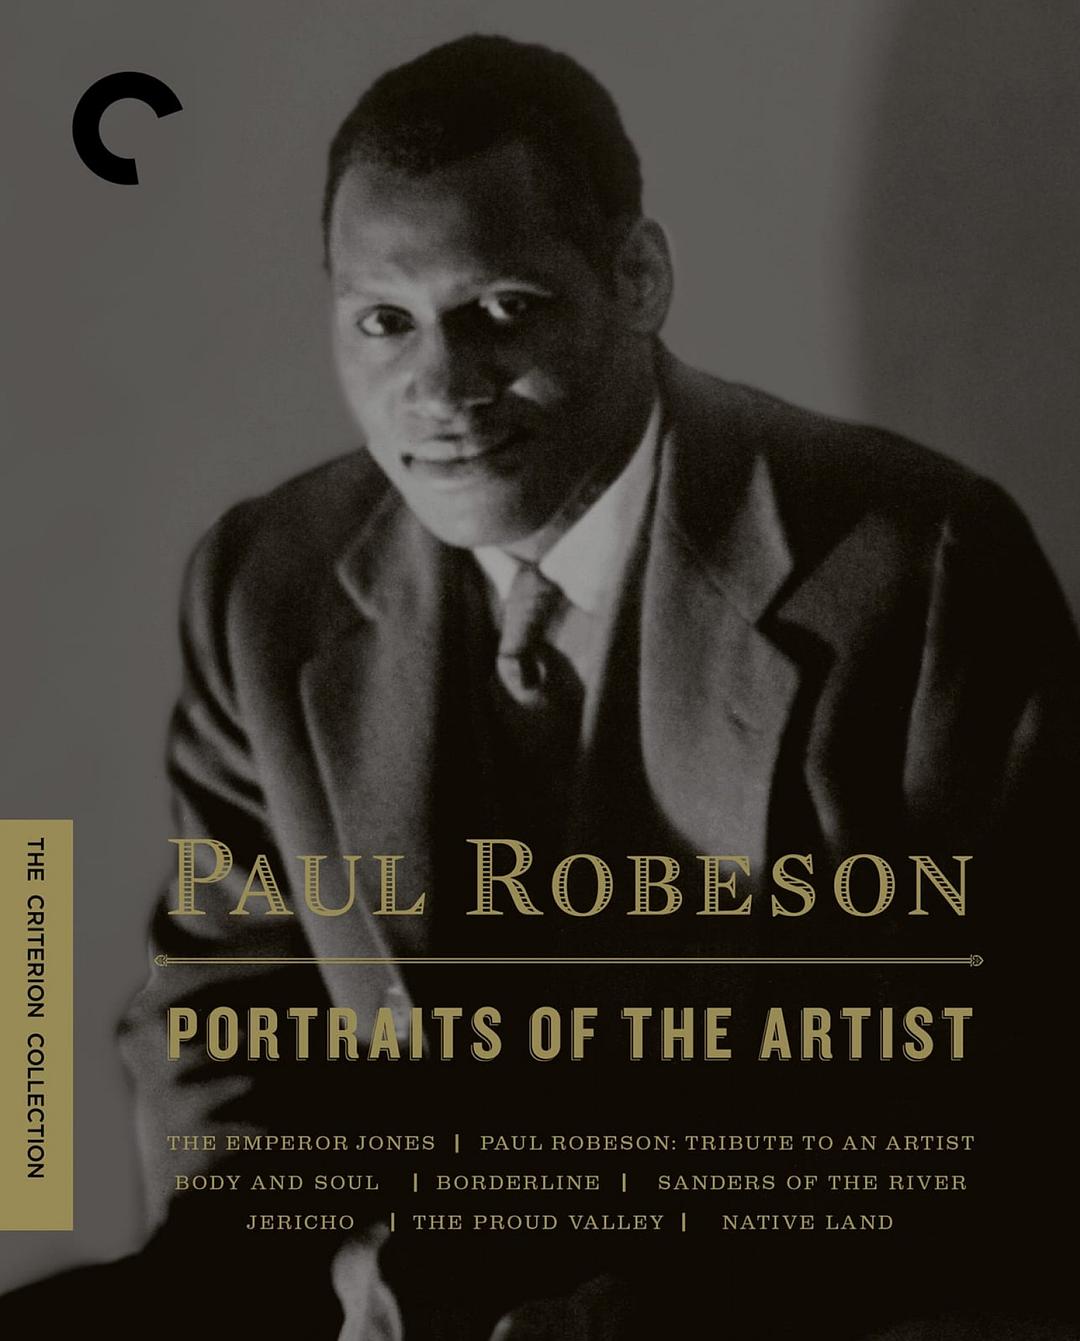 PAUL ROBESON
PORTRAITS OF THE ARTIST
THE EMPEROR JONES | PAUL ROBESON: TRIBUTE TO AN ARTIST
BODY AND SOUL | BORDERLINE | SANDERS OF THE RIVER
JERICHO | THE PROUD VALLEY | NATIVE LAND
THE CRITERION COLLECTION